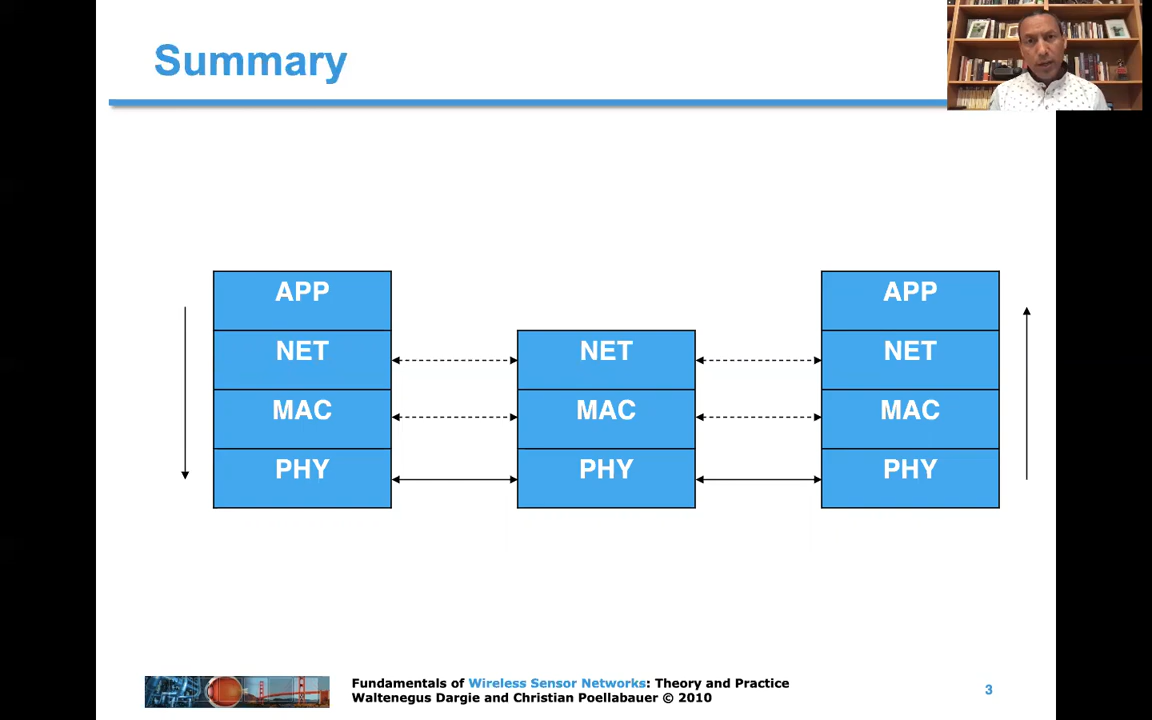 Summary
APP
APP
NET
NET
NET
MAC
MAC
MAC
PHY
PHY
PHY
Fundamentals of Wireless Sensor Networks: Theory and Practice
Waltenegus Dargie and Christian Poellabauer © 2010
3